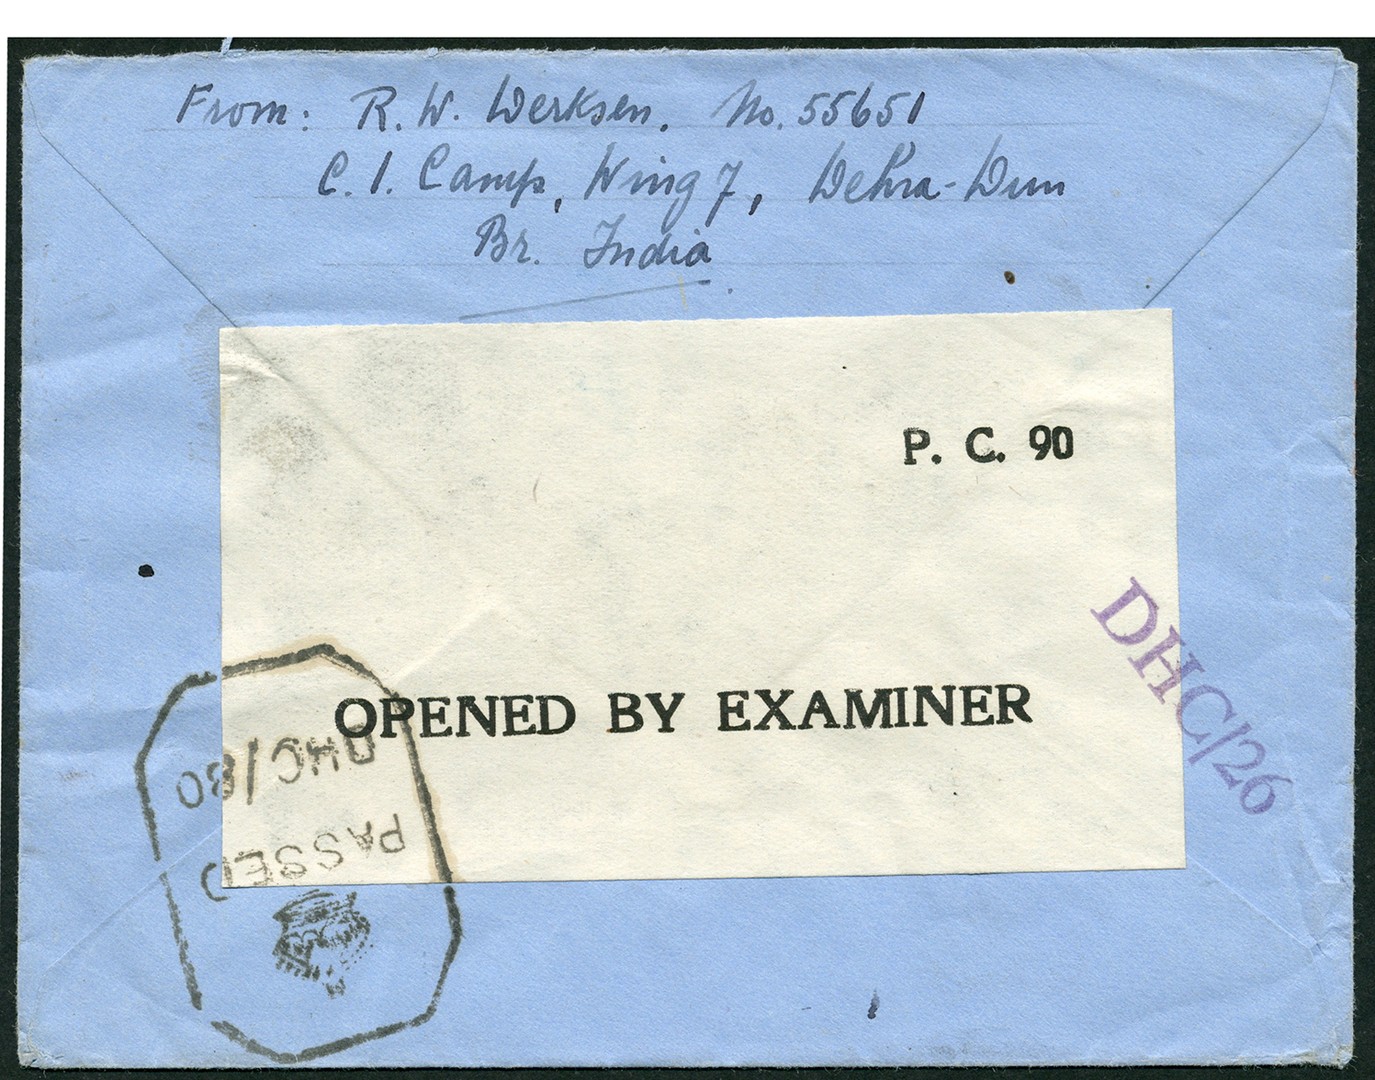 From: R. W. Werksen. No. 55651
C. I. Camp, Wing 7, Dehra-Dun
Br. India
P. C. 90
OPENED BY EXAMINER
DHC/26
PASSED
DHC/80